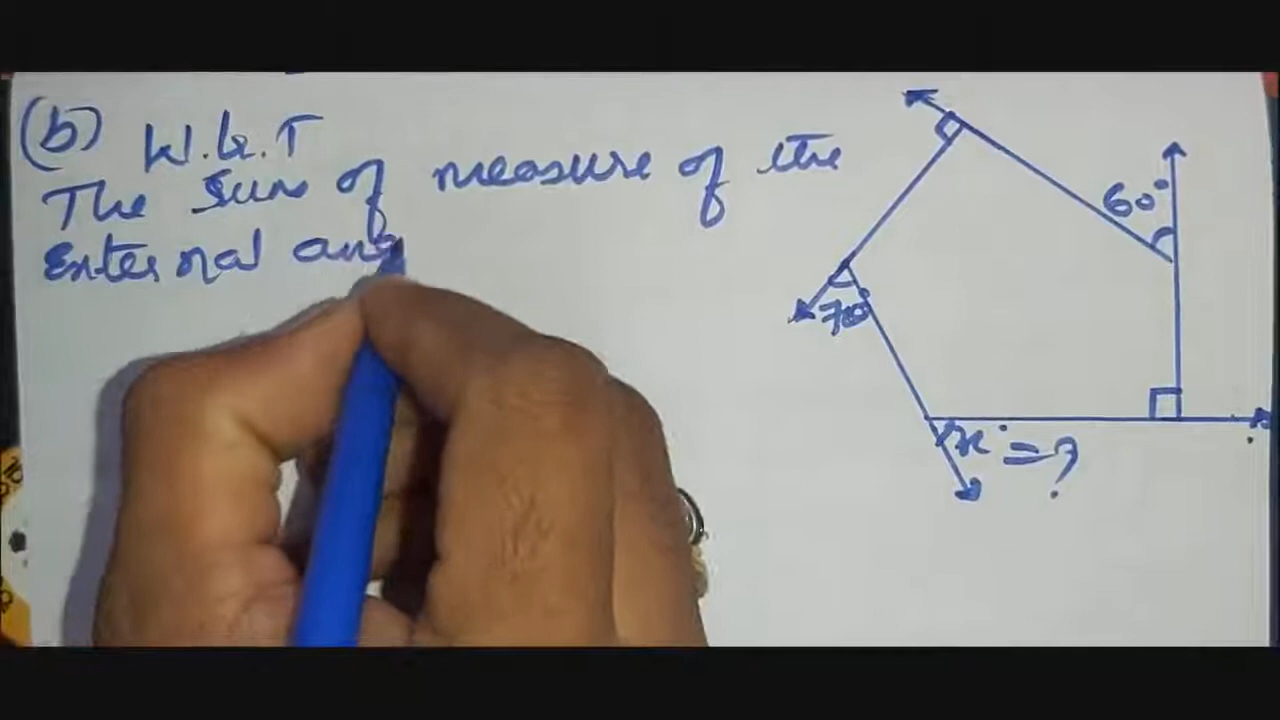 (b) W.K.T
The Sum of measure of the
External ang
60°
70°
x° = ?